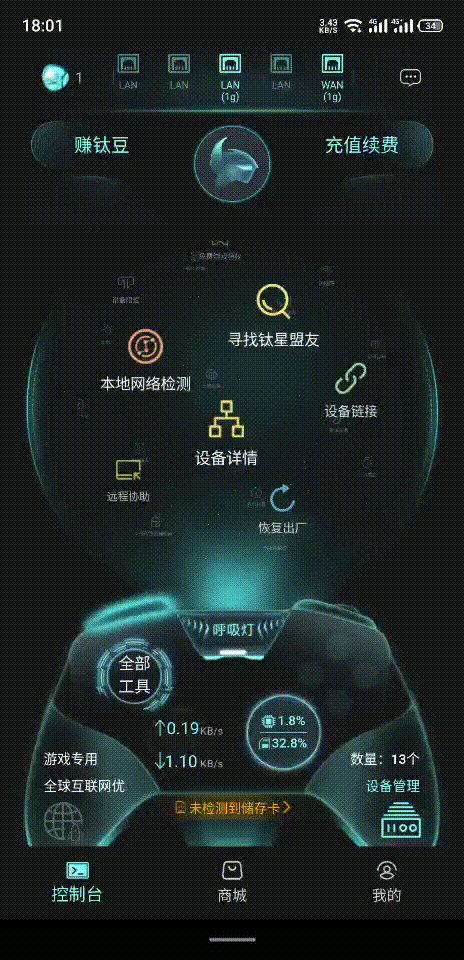 18:01
3.43
KB/S
4G
4G+
34
1
LAN
LAN
LAN
(1g)
LAN
WAN
(1g)
赚钛豆
充值续费
寻找钛星盟友
本地网络检测
设备链接
设备详情
远程协助
恢复出厂
呼吸灯
全部
工具
↑0.19KB/s
1.8%
32.8%
↓1.10 KB/s
游戏专用
数量：13个
全球互联网优
设备管理
未检测到储存卡
控制台
商城
我的